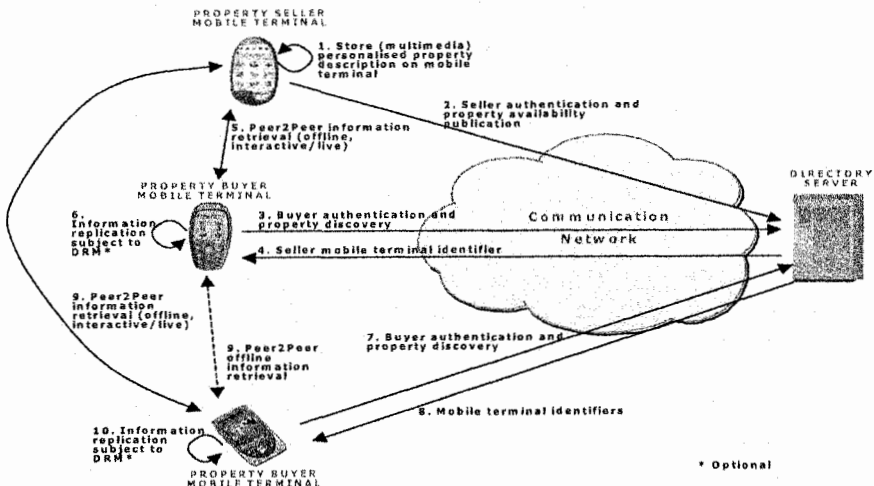 PROPERTY SELLER
MOBILE TERMINAL
1. Store (multimedia)
personalised property
description on mobile
terminal
2. Seller authentication and
property availability
publication
5. Peer2Peer information
retrieval (offline,
interactive/live)
DIRECTORY
SERVER
PROPERTY BUYER
MOBILE TERMINAL
6.
Information
replication
subject to
DRM*
3. Buyer authentication and
property discovery
Communication
Network
4. Seller mobile terminal identifier
9. Peer2Peer
information
retrieval (offline,
interactive/live)
9. Peer2Peer
offline
information
retrieval
7. Buyer authentication and
property discovery
8. Mobile terminal identifiers
10. Information
replication
subject to
DRM*
PROPERTY BUYER
MOBILE TERMINAL
* Optional